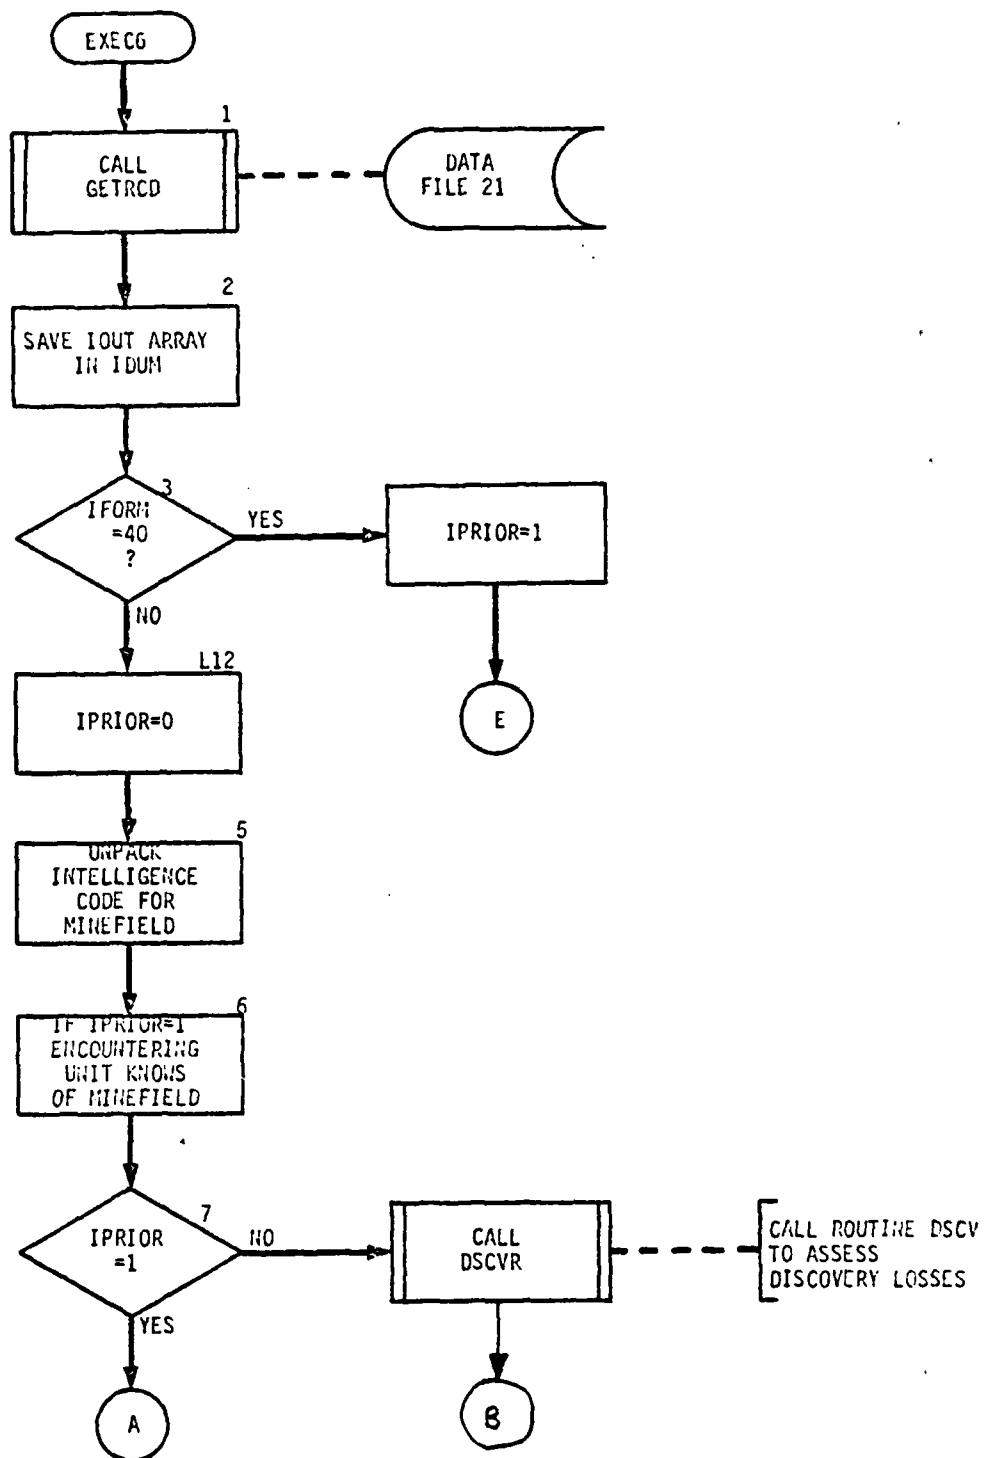 EXECG
1
CALL
GETRCD
DATA
FILE 21
2
SAVE IOUT ARRAY
IN IDUM
3
IFORM
=40
?
YES
IPRIOR=1
NO
E
L12
IPRIOR=0
5
UNPACK
INTELLIGENCE
CODE FOR
MINEFIELD
6
IF IPRIOR=1
ENCOUNTERING
UNIT KNOWS
OF MINEFIELD
7
IPRIOR
=1
NO
CALL
DSCVR
CALL ROUTINE DSCV
TO ASSESS
DISCOVERY LOSSES
YES
A
B